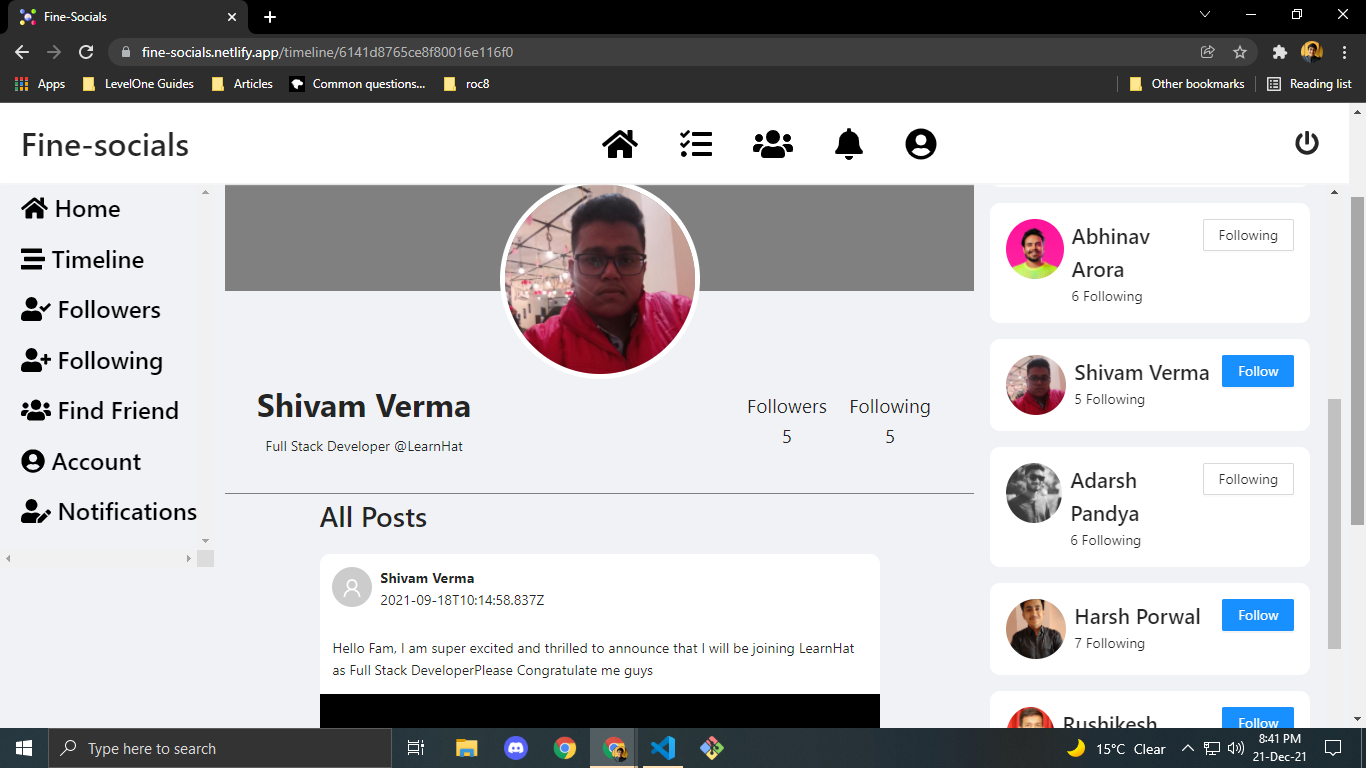 Fine-Socials
fine-socials.netlify.app/timeline/6141d8765ce8f80016e116f0
Apps
LevelOne Guides
Articles
Common questions...
roc8
Other bookmarks
Reading list
Fine-socials
Home
Timeline
Followers
Following
Find Friend
Account
Notifications
Shivam Verma
Full Stack Developer @LearnHat
Followers
5
Following
5
All Posts
Shivam Verma
2021-09-18T10:14:58.837Z
Hello Fam, I am super excited and thrilled to announce that I will be joining LearnHat
as Full Stack DeveloperPlease Congratulate me guys
Abhinav
Arora
6 Following
Following
Shivam Verma
5 Following
Follow
Adarsh
Pandya
6 Following
Following
Harsh Porwal
7 Following
Follow
Rushikesh
Follow
Type here to search
15°C Clear
8:41 PM
21-Dec-21